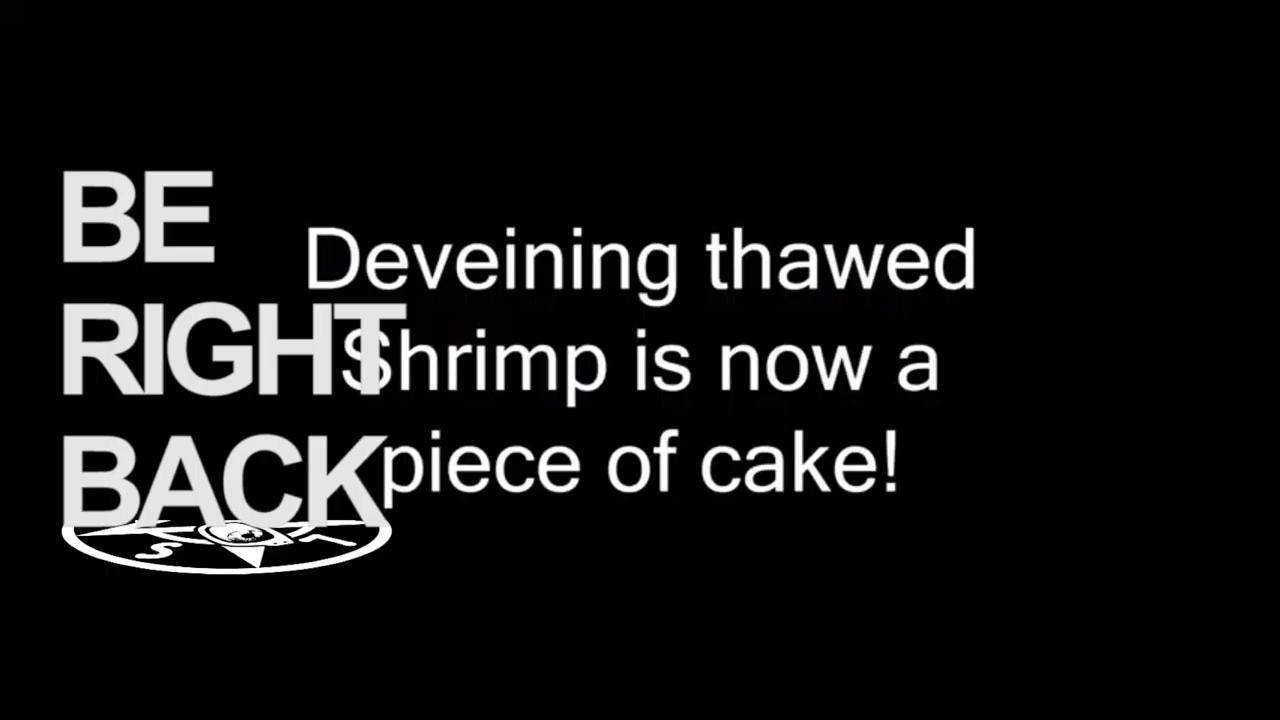 BE
RIGHT
BACK
Deveining thawed
Shrimp is now a
piece of cake!
S T